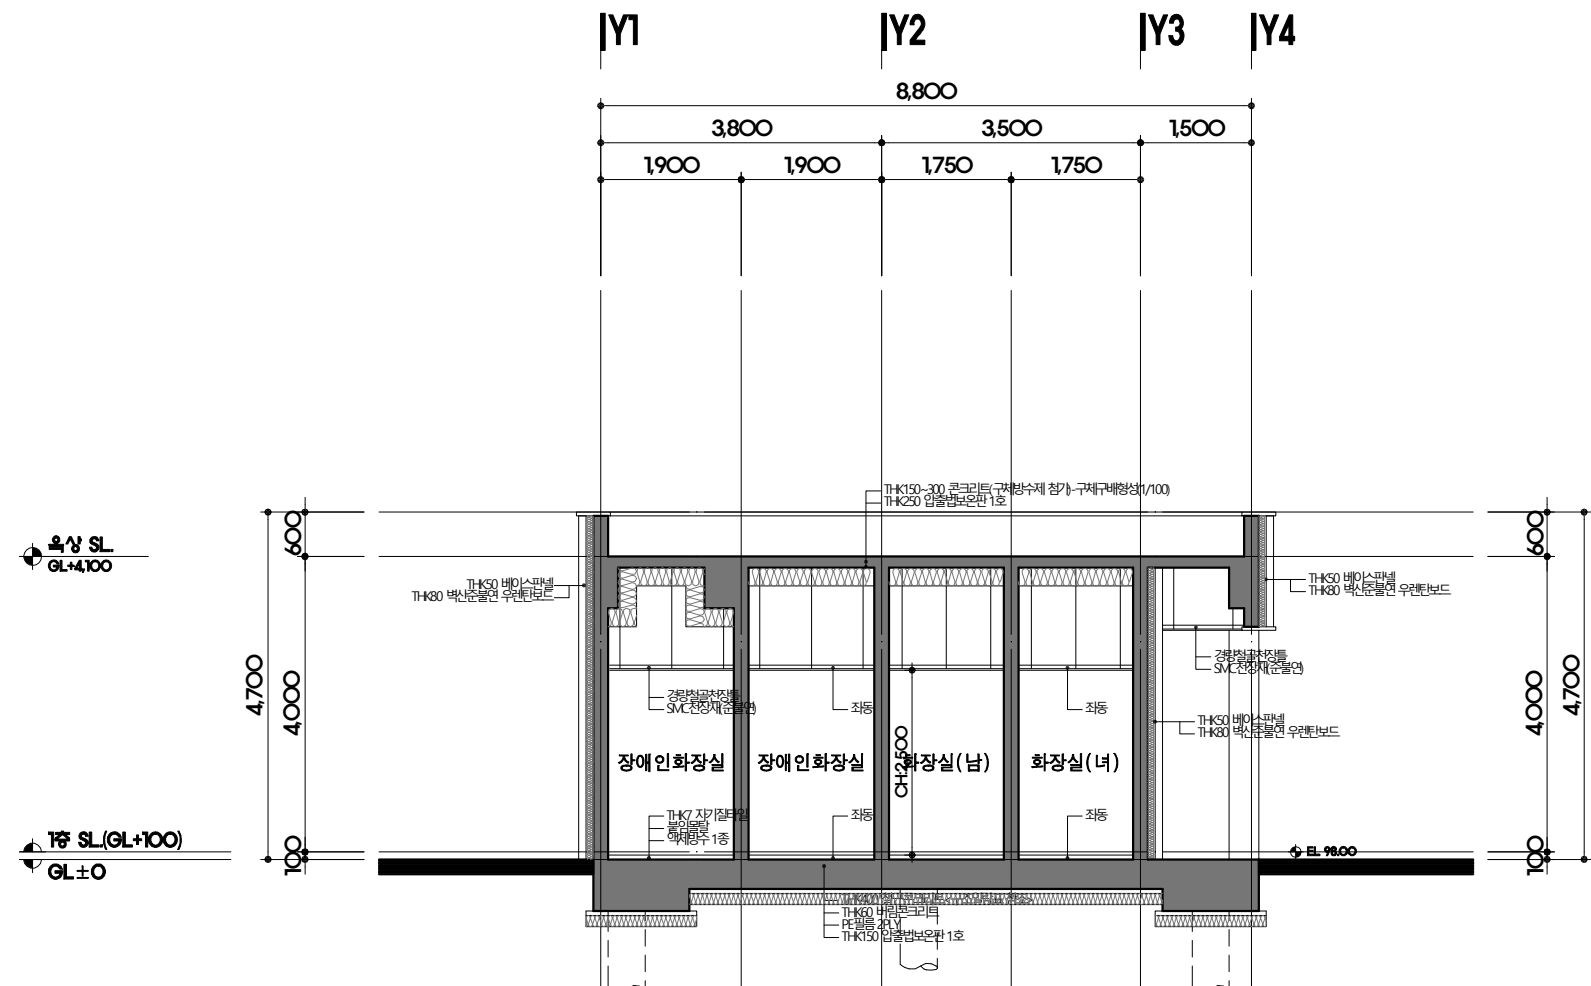 Y1
Y2
Y3
Y4
8,800
3,800
3,500
1,500
1,900
1,900
1,750
1,750
THK150~300 콘크리트(구체방수제 첨가)-구체구배형성(1/100)
THK250 압출법보온판 1호
옥상 SL.
GL+4,100
600
4,700
4,000
100
THK50 베이스판넬
THK80 벽산준불연 우렌탄보드
THK50 베이스판넬
THK80 벽산준불연 우렌탄보드
600
4,000
4,700
100
경량철골천장틀
SMC천장재(준불연)
경량철골천장틀
SMC천장재(준불연)
좌동
좌동
THK50 베이스판넬
THK80 벽산준불연 우렌탄보드
장애인화장실
장애인화장실
화장실(남)
화장실(녀)
CH:2,500
THK7 자기질타일
붙임몰탈
액체방수 1종
좌동
좌동
1층 SL.(GL+100)
GL±0
EL 98.00
THK60 버림콘크리트
PE필름 2PLY
THK150 압출법보온판 1호